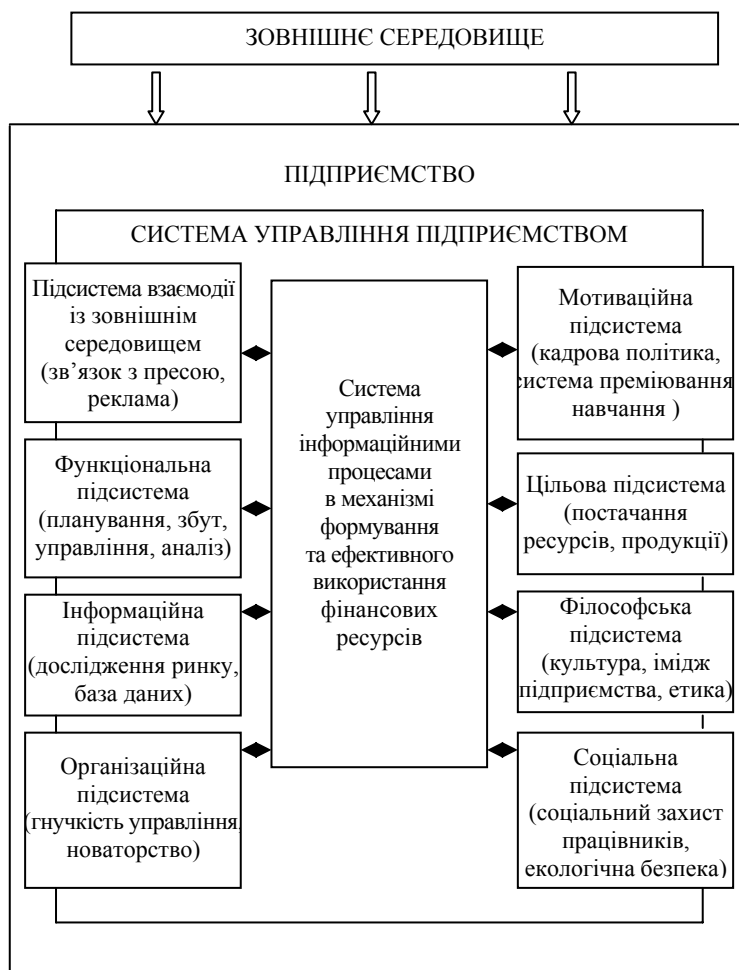 ЗОВНІШНЄ СЕРЕДОВИЩЕ
ПІДПРИЄМСТВО
СИСТЕМА УПРАВЛІННЯ ПІДПРИЄМСТВОМ
Підсистема взаємодії
із зовнішнім
середовищем
(зв’язок з пресою,
реклама)
Функціональна
підсистема
(планування, збут,
управління, аналіз)
Інформаційна
підсистема
(дослідження ринку,
база даних)
Організаційна
підсистема
(гнучкість управління,
новаторство)
Система
управління
інформаційними
процесами
в механізмі
формування
та ефективного
використання
фінансових
ресурсів
Мотиваційна
підсистема
(кадрова політика,
система преміювання
навчання )
Цільова підсистема
(постачання
ресурсів, продукції)
Філософська
підсистема
(культура, імідж
підприємства, етика)
Соціальна
підсистема
(соціальний захист
працівників,
екологічна безпека)